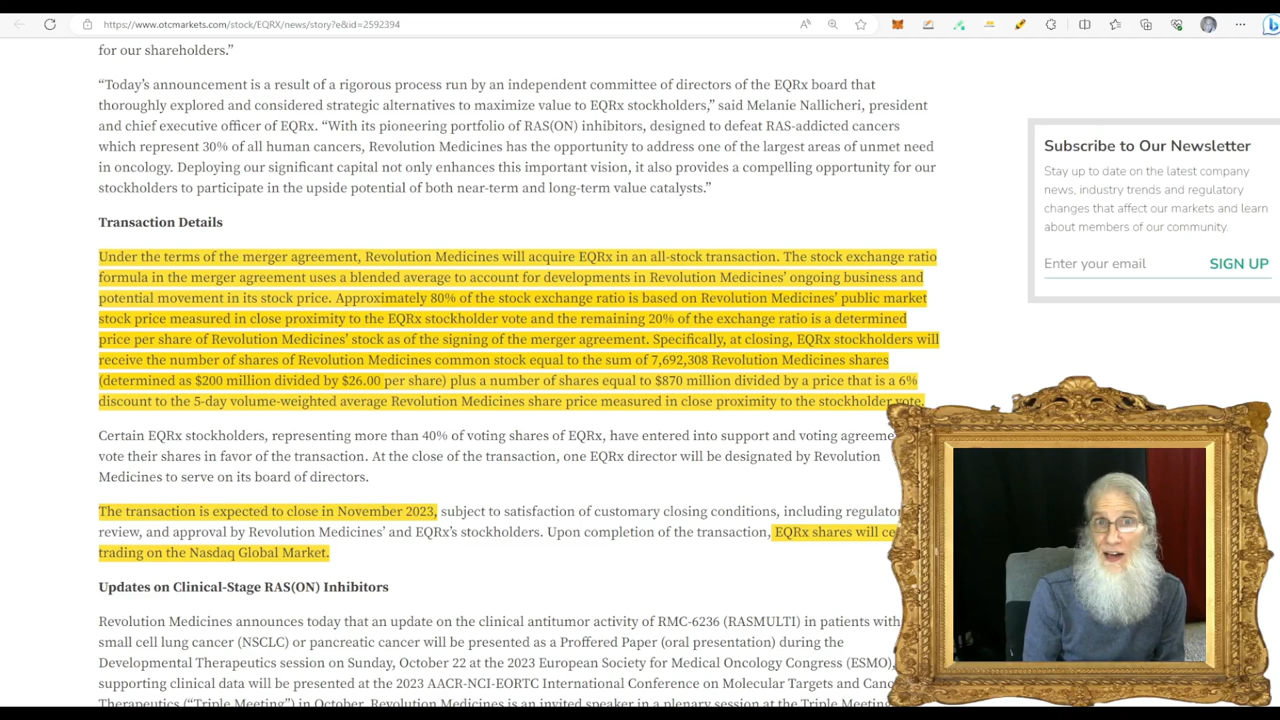 https://www.otcmarkets.com/stock/EQRX/news/story?e&id=2592394
for our shareholders.”
“Today’s announcement is a result of a rigorous process run by an independent committee of directors of the EQRx board that
thoroughly explored and considered strategic alternatives to maximize value to EQRx stockholders,” said Melanie Nallicheri, president
and chief executive officer of EQRx. “With its pioneering portfolio of RAS(ON) inhibitors, designed to defeat RAS-addicted cancers
which represent 30% of all human cancers, Revolution Medicines has the opportunity to address one of the largest areas of unmet need
in oncology. Deploying our significant capital not only enhances this important vision, it also provides a compelling opportunity for our
stockholders to participate in the upside potential of both near-term and long-term value catalysts.”
Transaction Details
Under the terms of the merger agreement, Revolution Medicines will acquire EQRx in an all-stock transaction. The stock exchange ratio
formula in the merger agreement uses a blended average to account for developments in Revolution Medicines’ ongoing business and
potential movement in its stock price. Approximately 80% of the stock exchange ratio is based on Revolution Medicines’ public market
stock price measured in close proximity to the EQRx stockholder vote and the remaining 20% of the exchange ratio is a determined
price per share of Revolution Medicines’ stock as of the signing of the merger agreement. Specifically, at closing, EQRx stockholders will
receive the number of shares of Revolution Medicines common stock equal to the sum of 7,692,308 Revolution Medicines shares
(determined as $200 million divided by $26.00 per share) plus a number of shares equal to $870 million divided by a price that is a 6%
discount to the 5-day volume-weighted average Revolution Medicines share price measured in close proximity to the stockholder vote.
Certain EQRx stockholders, representing more than 40% of voting shares of EQRx, have entered into support and voting agreeme
vote their shares in favor of the transaction. At the close of the transaction, one EQRx director will be designated by Revolution
Medicines to serve on its board of directors.
The transaction is expected to close in November 2023, subject to satisfaction of customary closing conditions, including regulator
review, and approval by Revolution Medicines’ and EQRx’s stockholders. Upon completion of the transaction, EQRx shares will ce
trading on the Nasdaq Global Market.
Updates on Clinical-Stage RAS(ON) Inhibitors
Revolution Medicines announces today that an update on the clinical antitumor activity of RMC-6236 (RASMULTI) in patients with
small cell lung cancer (NSCLC) or pancreatic cancer will be presented as a Proffered Paper (oral presentation) during the
Developmental Therapeutics session on Sunday, October 22 at the 2023 European Society for Medical Oncology Congress (ESMO),
supporting clinical data will be presented at the 2023 AACR-NCI-EORTC International Conference on Molecular Targets and Canc
Therapeutics (“Triple Meeting”) in October. Revolution Medicines is an invited speaker in a plenary session at the Triple Meeting
Subscribe to Our Newsletter
Stay up to date on the latest company
news, industry trends and regulatory
changes that affect our markets and learn
about members of our community.
Enter your email SIGN UP